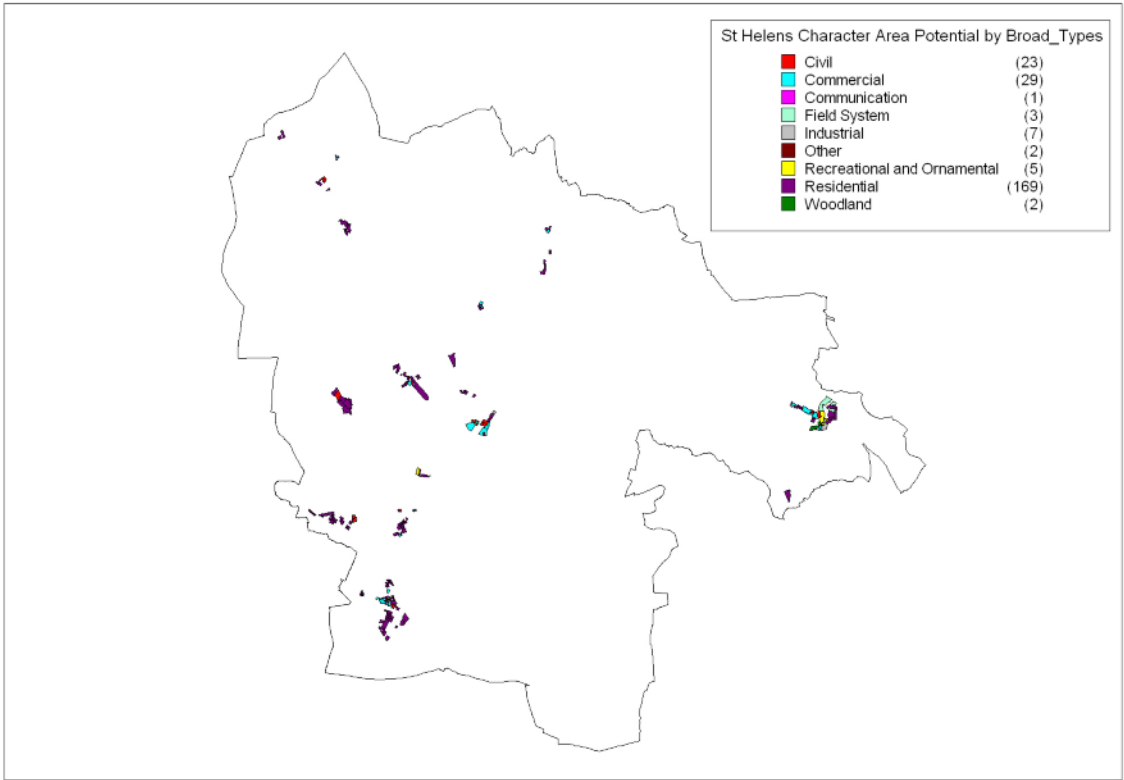 St Helens Character Area Potential by Broad_Types
Civil (23)
Commercial (29)
Communication (1)
Field System (3)
Industrial (7)
Other (2)
Recreational and Ornamental (5)
Residential (169)
Woodland (2)